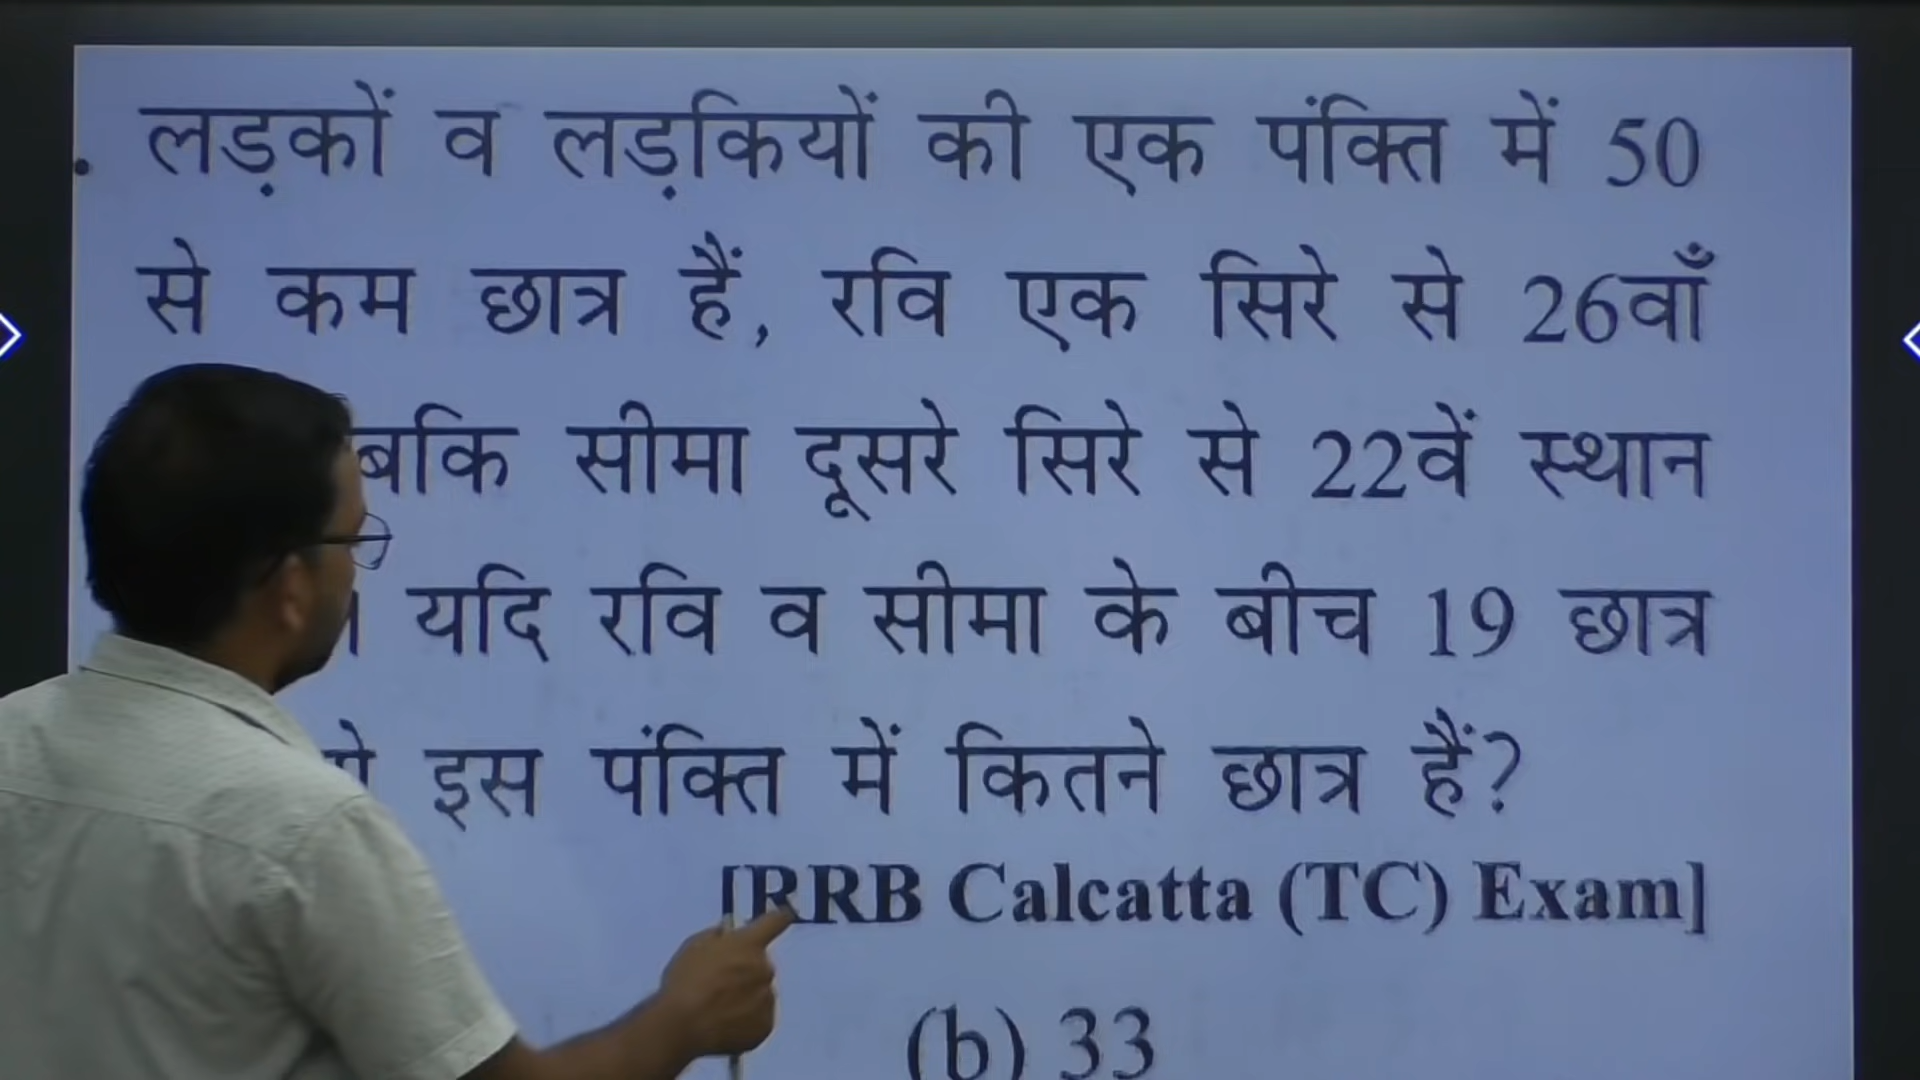 लड़कों व लड़कियों की एक पंक्ति में 50
से कम छात्र हैं, रवि एक सिरे से 26वाँ
सीमा दूसरे सिरे से 22वें स्थान
यदि रवि व सीमा के बीच 19 छात्र
इस पंक्ति में कितने छात्र हैं?
[RRB Calcatta (TC) Exam]
(b) 33